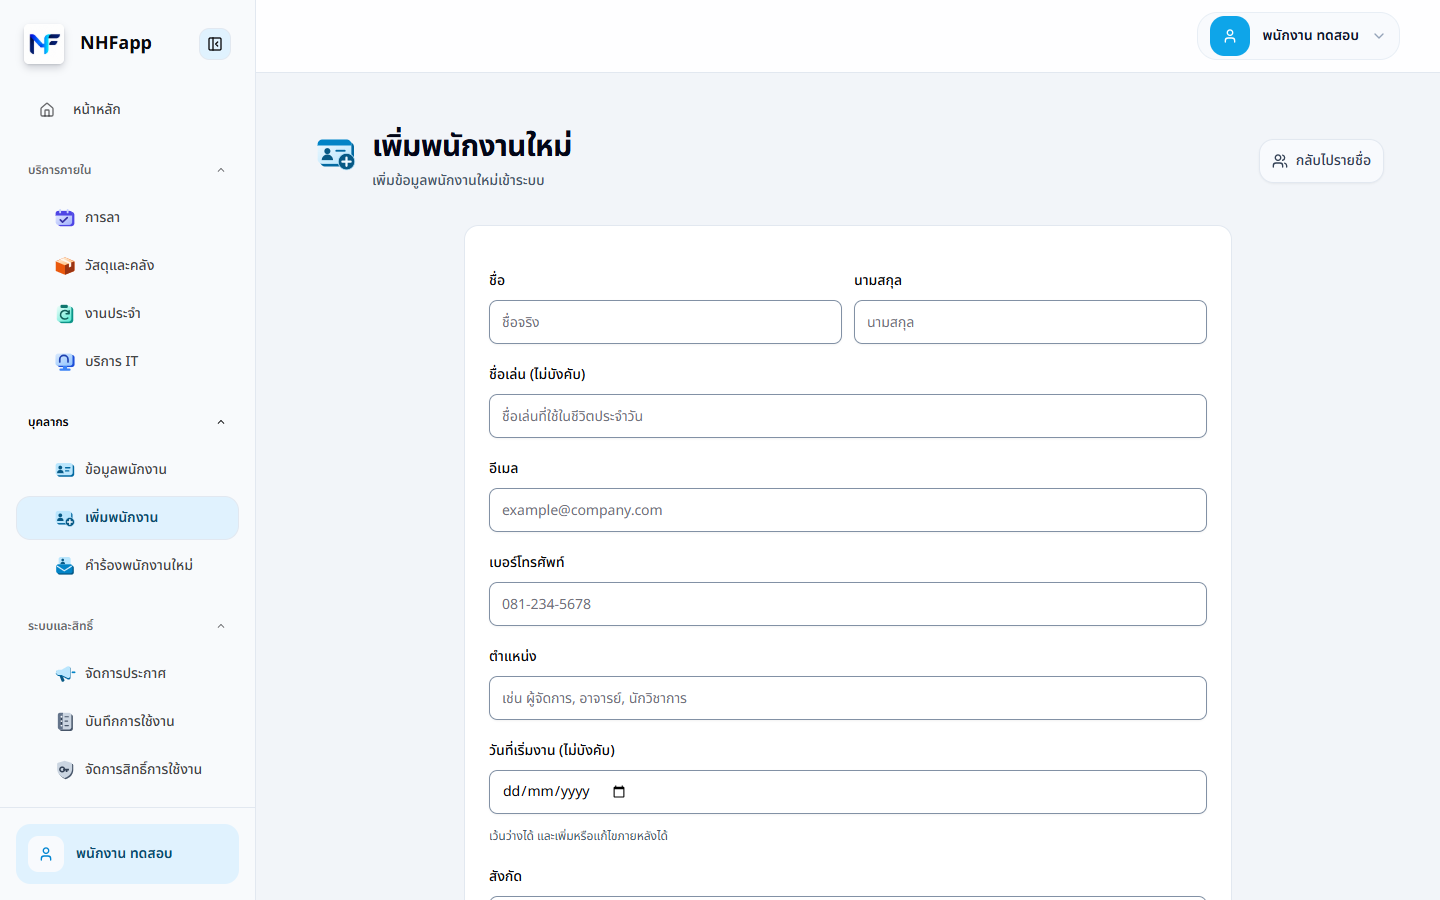 NHFapp
พนักงาน ทดสอบ
หน้าหลัก
บริการภายใน
การลา
วัสดุและคลัง
งานประจำ
บริการ IT
บุคลากร
ข้อมูลพนักงาน
เพิ่มพนักงาน
คำร้องพนักงานใหม่
ระบบและสิทธิ์
จัดการประกาศ
บันทึกการใช้งาน
จัดการสิทธิ์การใช้งาน
พนักงาน ทดสอบ
เพิ่มพนักงานใหม่
เพิ่มข้อมูลพนักงานใหม่เข้าระบบ
กลับไปรายชื่อ
ชื่อ
นามสกุล
ชื่อจริง
นามสกุล
ชื่อเล่น (ไม่บังคับ)
ชื่อเล่นที่ใช้ในชีวิตประจำวัน
อีเมล
example@company.com
เบอร์โทรศัพท์
081-234-5678
ตำแหน่ง
เช่น ผู้จัดการ, อาจารย์, นักวิชาการ
วันที่เริ่มงาน (ไม่บังคับ)
dd/mm/yyyy
เว้นว่างได้ และเพิ่มหรือแก้ไขภายหลังได้
สังกัด